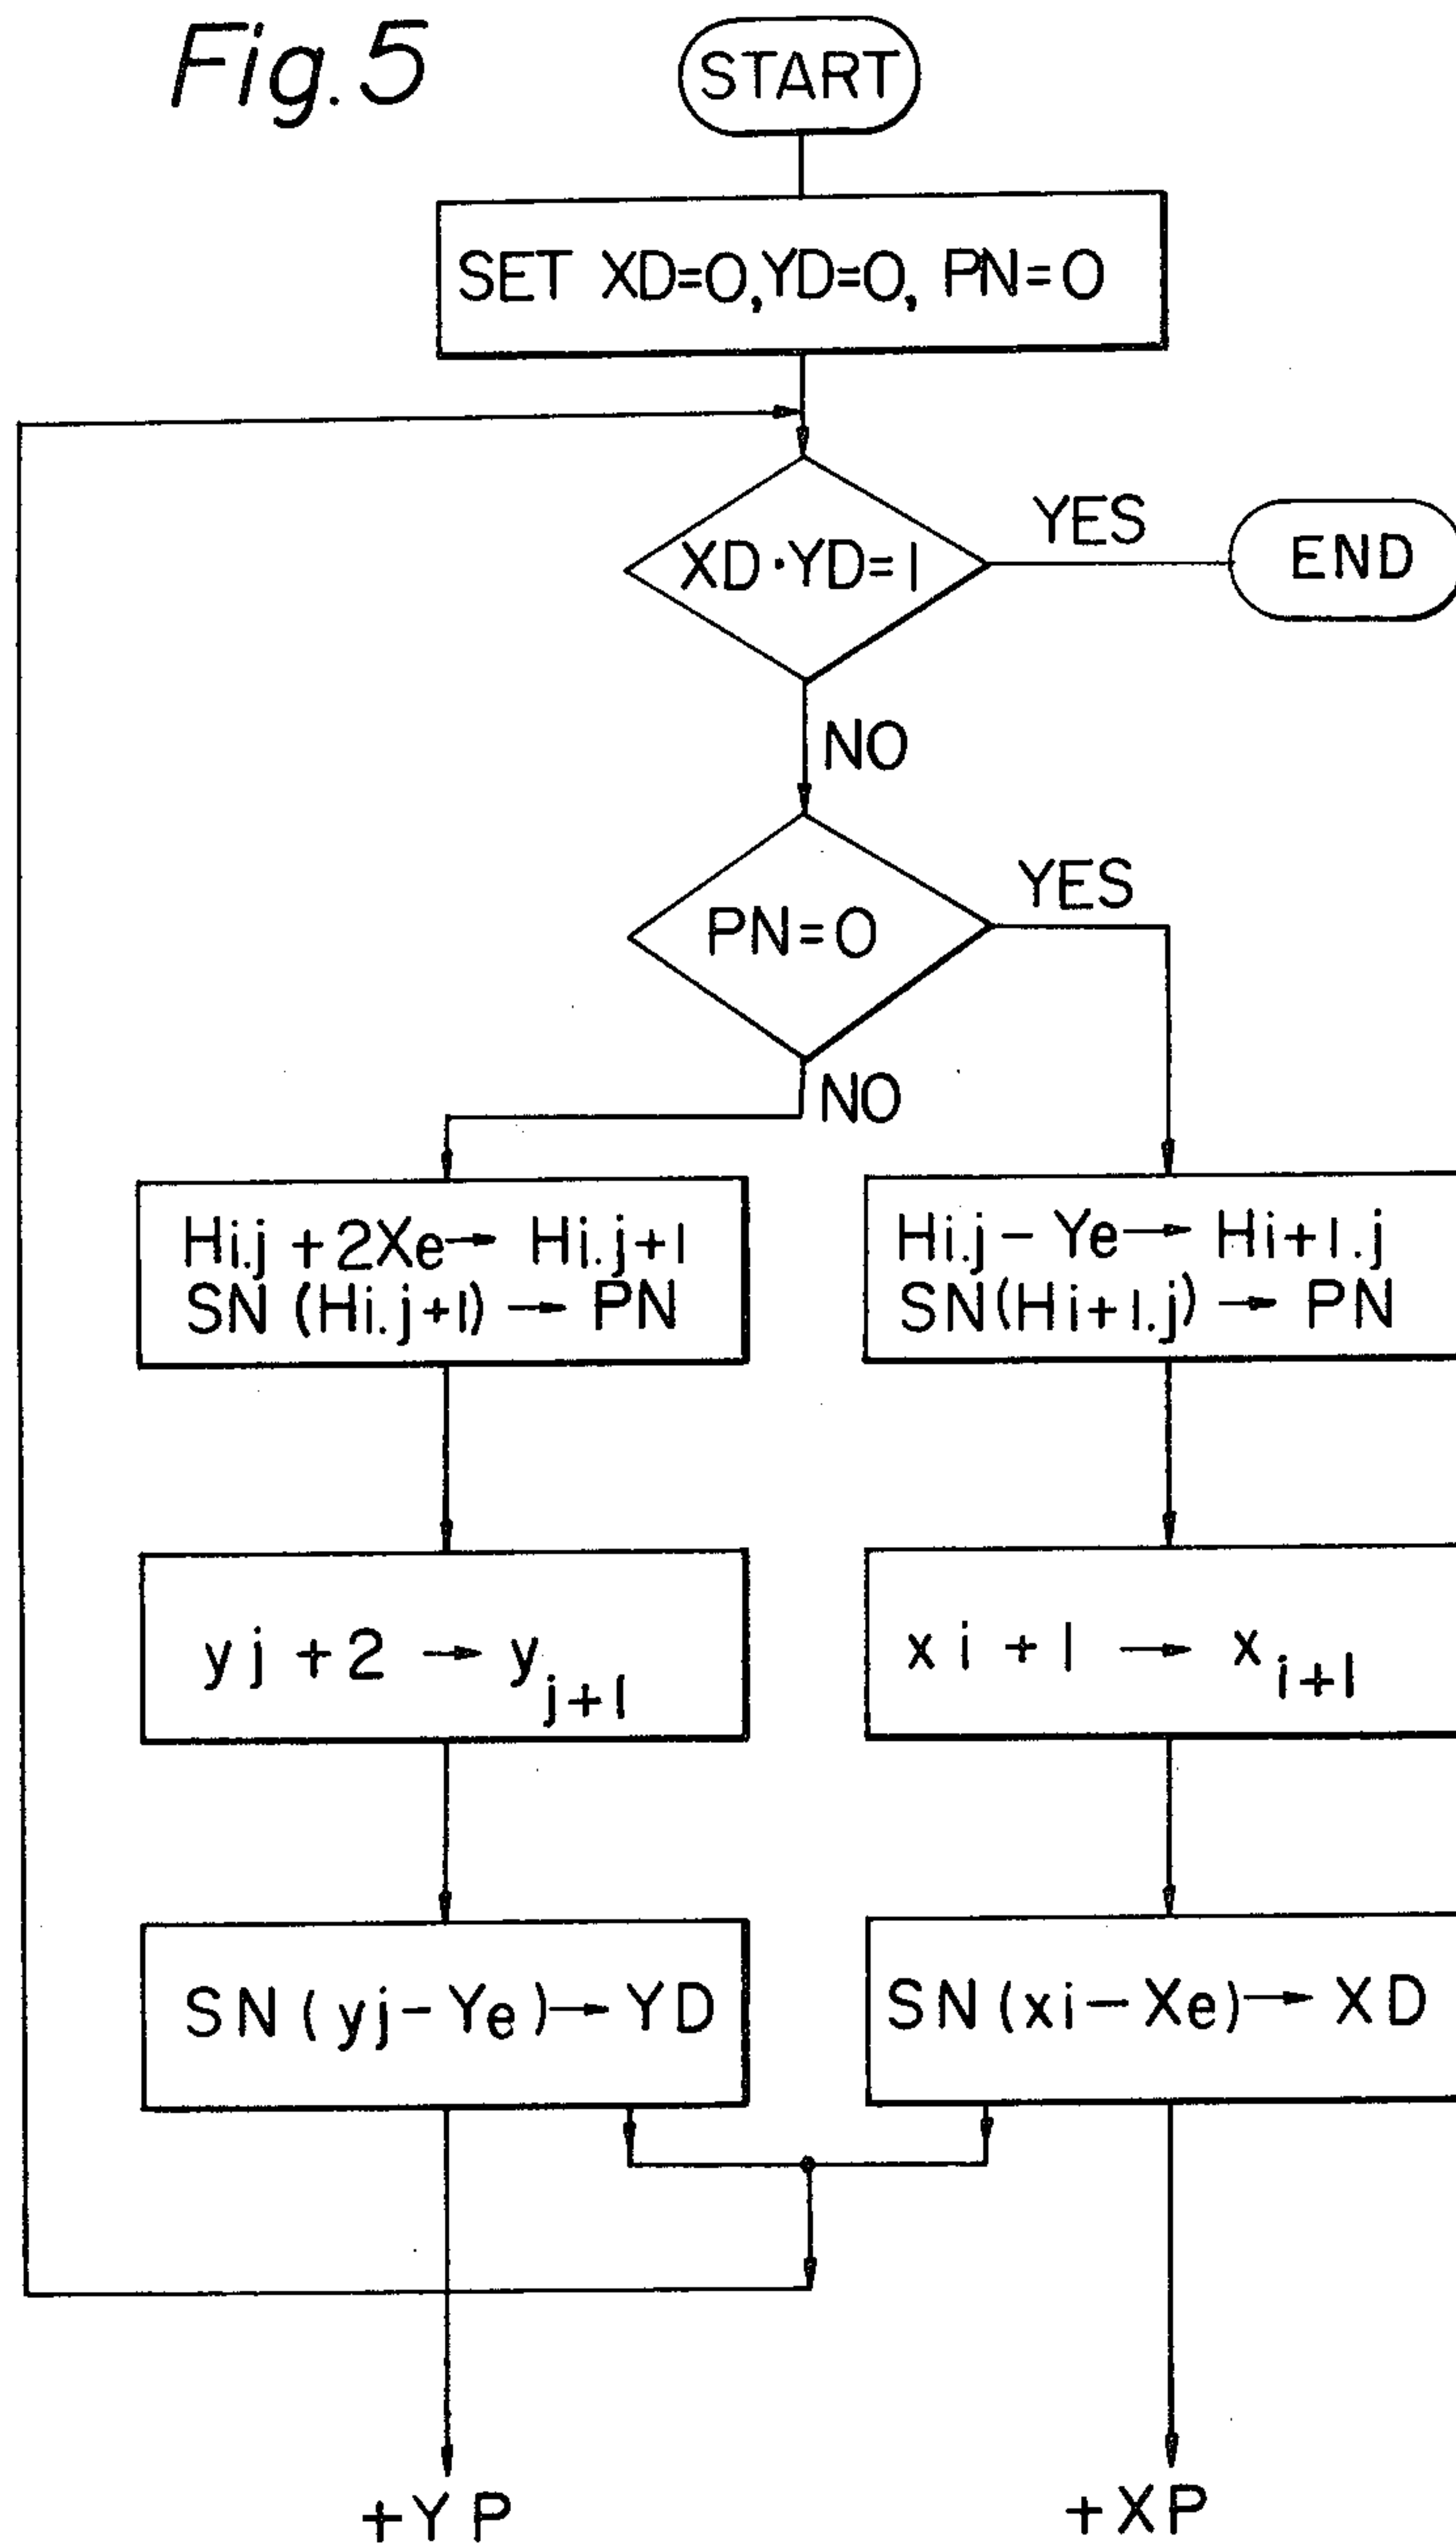 Fig. 5
START
SET XD=0, YD=0, PN=0
XD·YD=1
YES
END
NO
PN=0
YES
NO
Hi.j + 2Xe → Hi.j+1
SN (Hi.j+1) → PN
Hi.j − Ye → Hi+1.j
SN(Hi+1.j) → PN
yj + 2 → yj+1
xi + 1 → xi+1
SN (yj − Ye) → YD
SN (xi − Xe) → XD
+YP
+XP